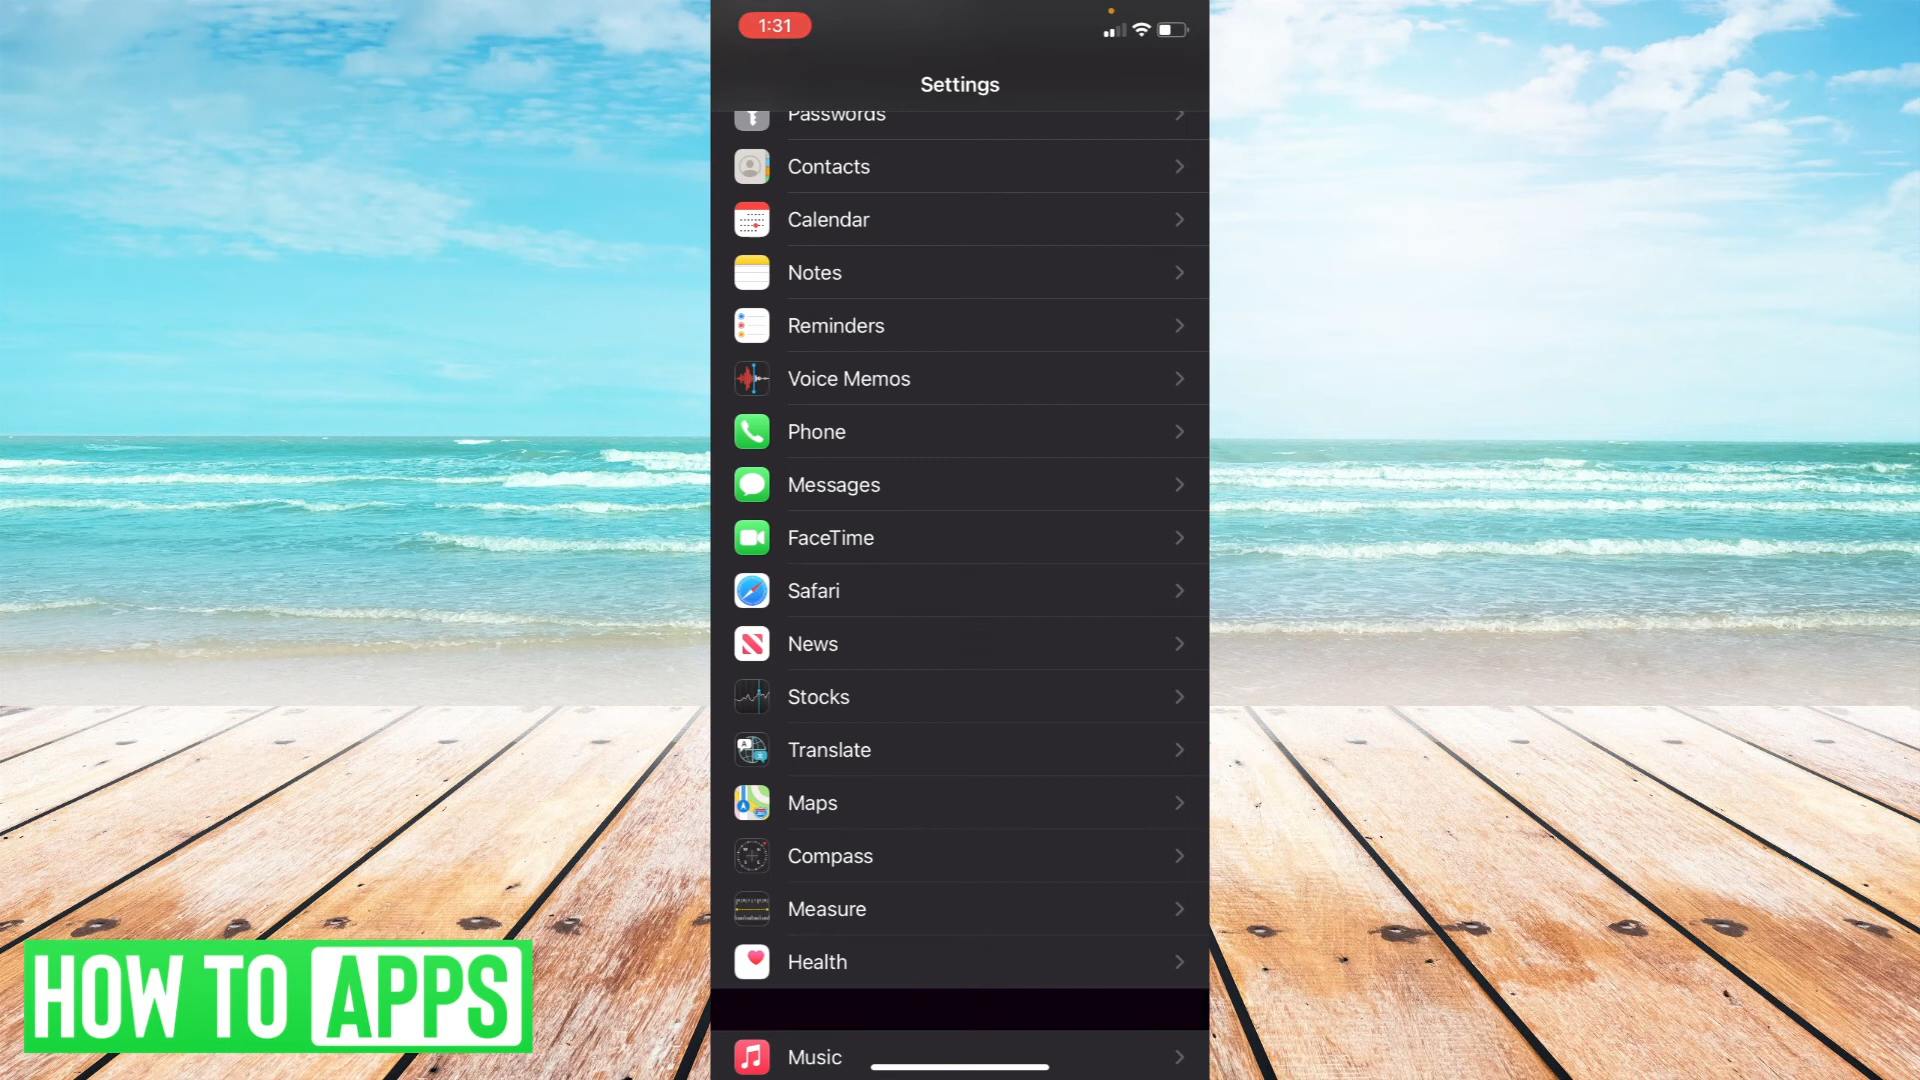 1:31
Settings
Passwords
Contacts
Calendar
Notes
Reminders
Voice Memos
Phone
Messages
FaceTime
Safari
News
Stocks
Translate
Maps
Compass
Measure
Health
Music
HOW TO APPS